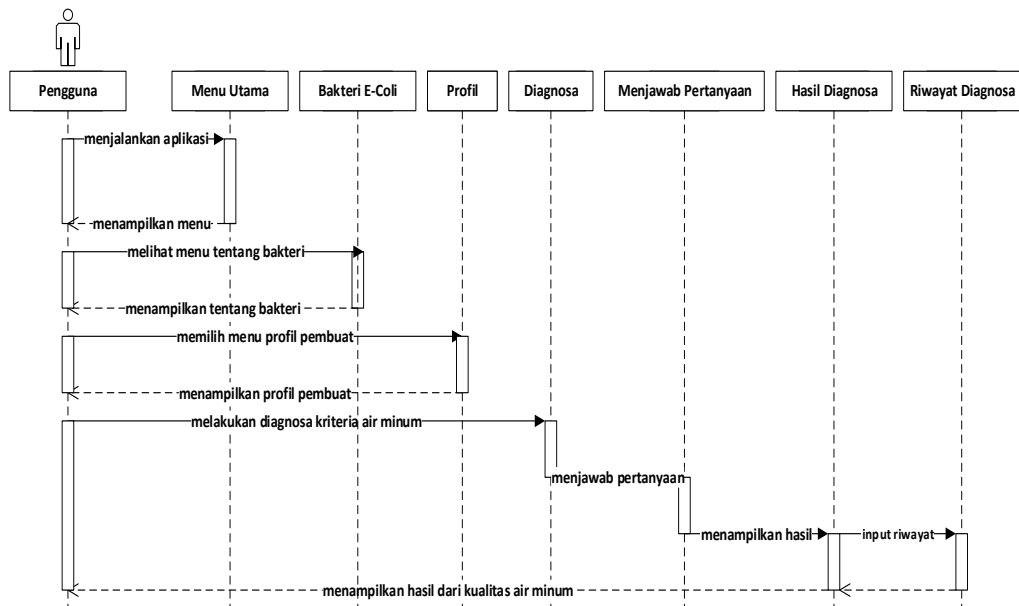 Pengguna
Menu Utama
Bakteri E-Coli
Profil
Diagnosa
Menjawab Pertanyaan
Hasil Diagnosa
Riwayat Diagnosa
menjalankan aplikasi
menampilkan menu
melihat menu tentang bakteri
menampilkan tentang bakteri
memilih menu profil pembuat
menampilkan profil pembuat
melakukan diagnosa kriteria air minum
menjawab pertanyaan
menampilkan hasil
input riwayat
menampilkan hasil dari kualitas air minum